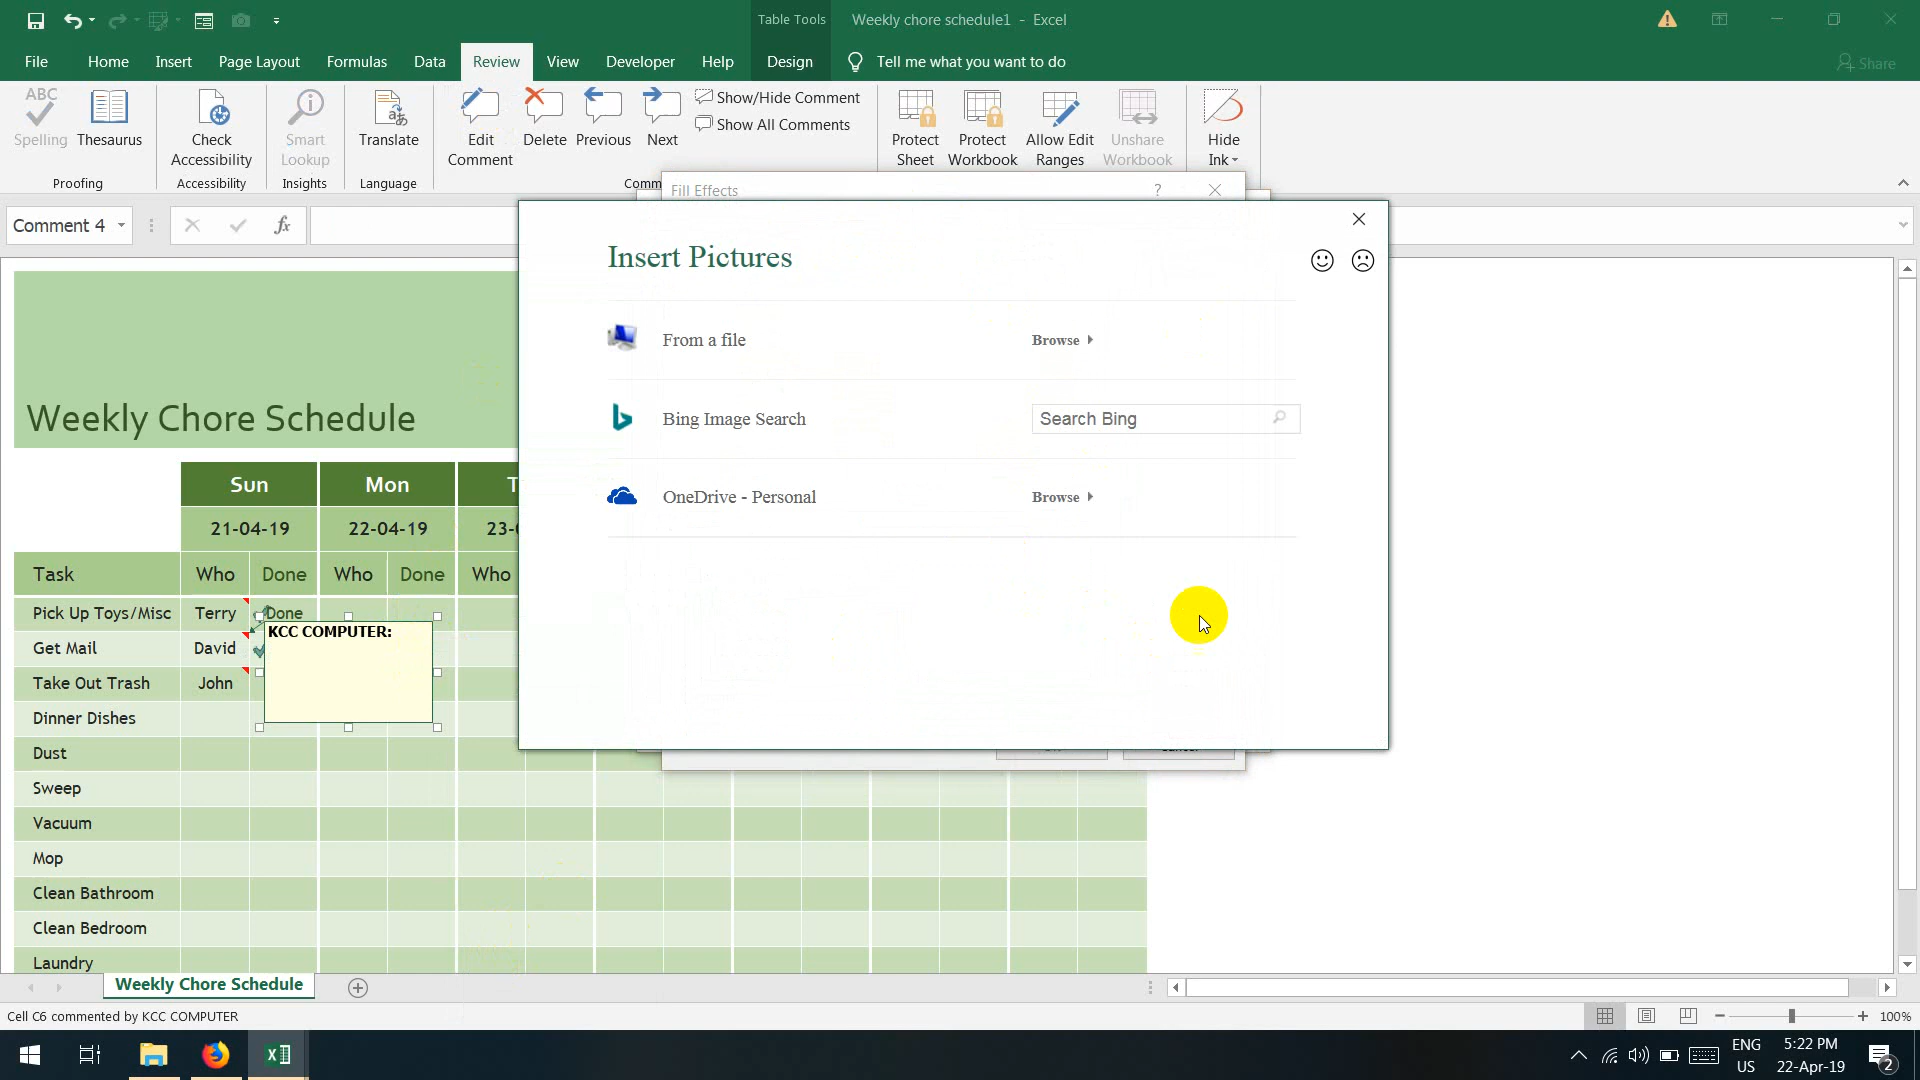 Table Tools
Weekly chore schedule1 - Excel
File
Home
Insert
Page Layout
Formulas
Data
Review
View
Developer
Help
Design
Tell me what you want to do
Share
ABC
Spelling
Thesaurus
Check
Accessibility
Smart
Lookup
Translate
Edit
Comment
Delete
Previous
Next
Show/Hide Comment
Show All Comments
Protect
Sheet
Protect
Workbook
Allow Edit
Ranges
Unshare
Workbook
Hide
Ink
Proofing
Accessibility
Insights
Language
Comm
Fill Effects
?
Comment 4
fx
Insert Pictures
From a file
Browse
Bing Image Search
Search Bing
OneDrive - Personal
Browse
Weekly Chore Schedule
Sun
Mon
T
21-04-19
22-04-19
23-
Task
Who
Done
Who
Done
Who
Pick Up Toys/Misc
Terry
Done
KCC COMPUTER:
Get Mail
David
Take Out Trash
John
Dinner Dishes
Dust
Sweep
Vacuum
Mop
Clean Bathroom
Clean Bedroom
Laundry
Weekly Chore Schedule
Cell C6 commented by KCC COMPUTER
100%
ENG
US
5:22 PM
22-Apr-19
2